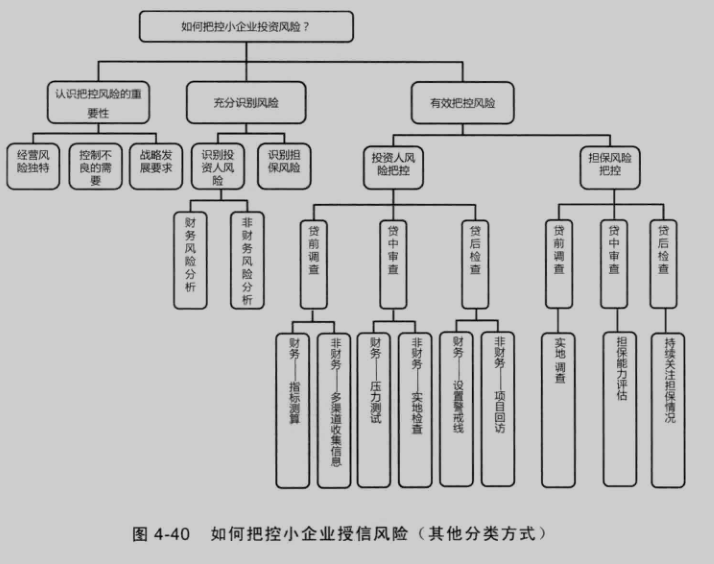 如何把控小企业投资风险？
认识把控风险的重
要性
充分识别风险
有效把控风险
经营风
险独特
控制不
良的需
要
战略发
展要求
识别投
资人风
险
识别担
保风险
投资人风
险把控
担保风险
把控
财务风险分析
非财务风险分析
贷前调查
贷中审查
贷后检查
贷前调查
贷中审查
贷后检查
财务——指标测算
非财务——多渠道收集信息
财务——压力测试
非财务——实地检查
财务——设置警戒线
非财务——项目回访
实地调查
担保能力评估
持续关注担保情况
图 4-40 如何把控小企业授信风险（其他分类方式）